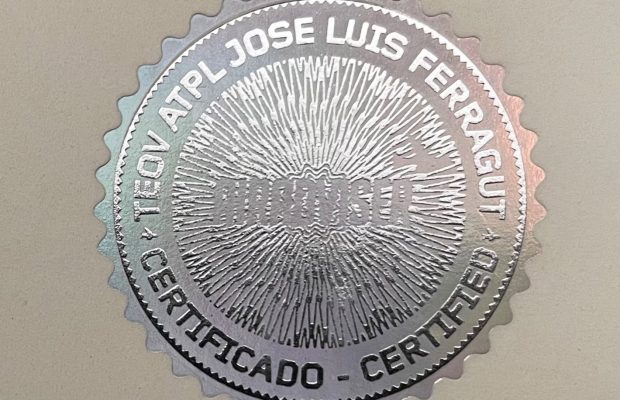 TEOV ATPL JOSE LUIS FERRAGUT
CERTIFICADO - CERTIFIED